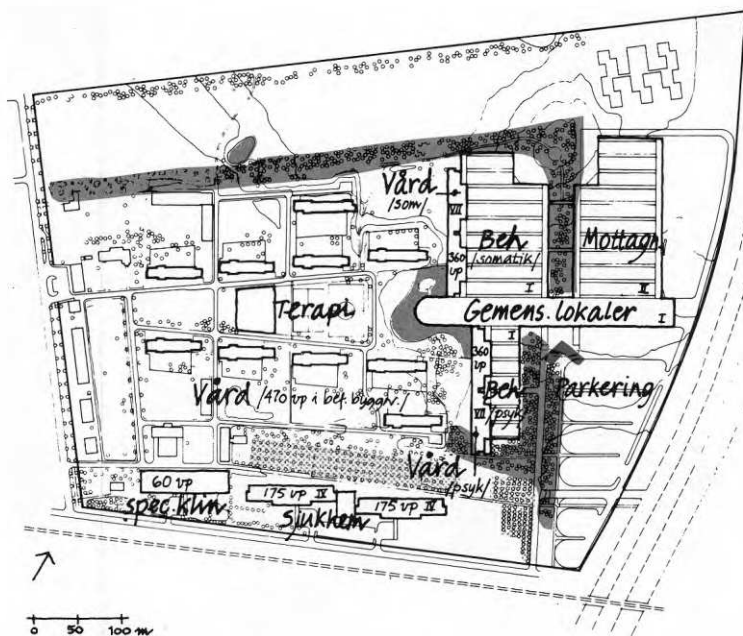 Vård
/som/
VII
360
vp
Beh
/somatik/
I
Mottagn.
II
Terapi
Gemens. lokaler
I
I
360
vp
Beh
/psyk/
VII
Parkering
Vård /470 vp i bef. byggn./
Vård
/psyk/
60 vp
spec.klin.
175 vp IV
175 vp IV
sjukhem
0 50 100 m